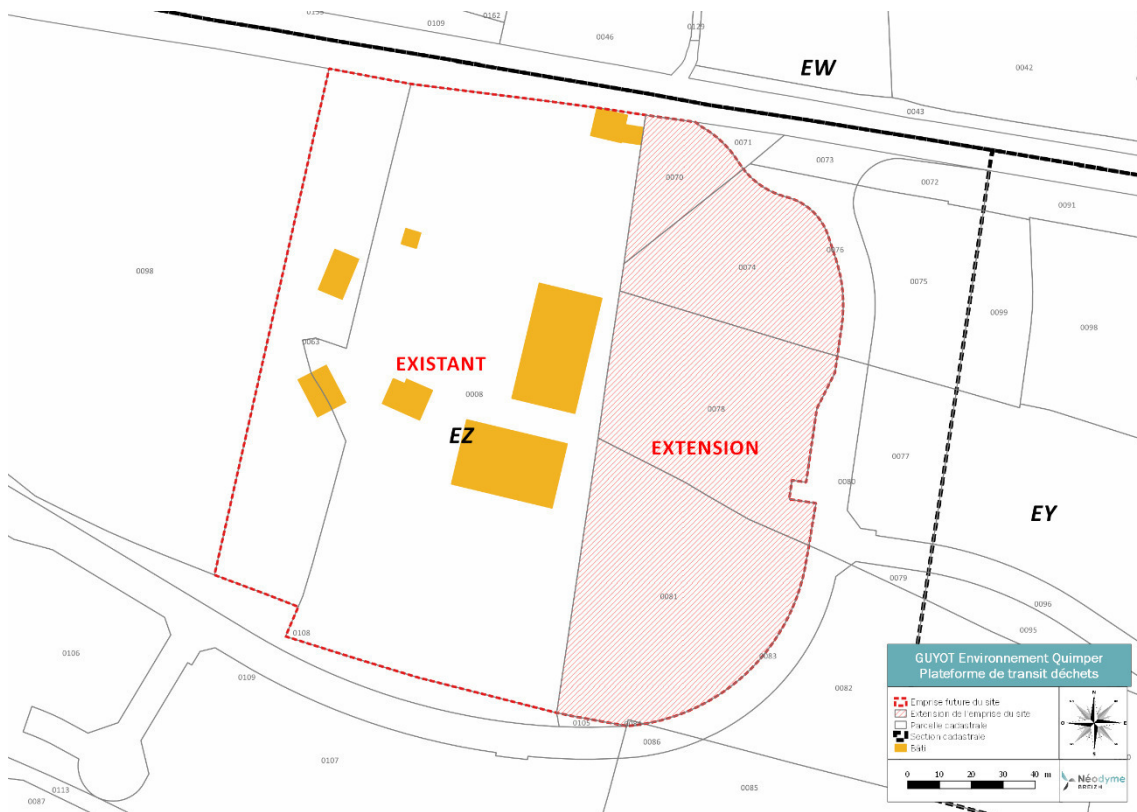 0109
0162
0046
0129
EW
0042
0043
0071
0073
0070
0072
0091
0098
0074
0076
0075
0099
0098
0063
EXISTANT
0008
0078
EZ
EXTENSION
0077
0080
EY
0079
0096
0095
0081
0108
0106
0109
0083
0082
0105
0086
0107
0085
0113
0087
GUYOT Environnement Quimper
Plateforme de transit déchets
Emprise future du site
Extension de l'emprise du site
Parcelle cadastrale
Section cadastrale
Bâti
N
O
E
S
0 10 20 30 40 m
Néodyme
BREIZH